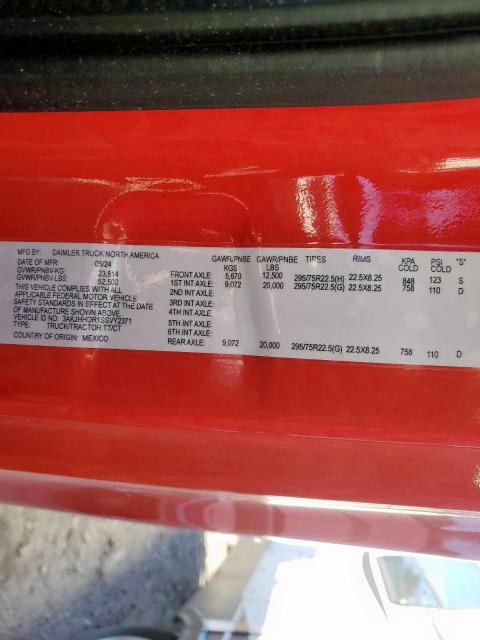 MFD BY: DAIMLER TRUCK NORTH AMERICA
DATE OF MFR: 05/24
GVWR/PNBV-KG: 23,814
GVWR/PNBV-LBS: 52,500
THIS VEHICLE COMPLIES WITH ALL
APPLICABLE FEDERAL MOTOR VEHICLE
SAFETY STANDARDS IN EFFECT AT THE DATE
OF MANUFACTURE SHOWN ABOVE.
VEHICLE ID NO.: 3AKJHHDR1SSVV2371
TYPE: TRUCK/TRACTOR TT/CT
COUNTRY OF ORIGIN: MEXICO
GAWR/PNBE KGS GAWR/PNBE LBS TIRES RIMS KPA COLD PSI COLD "S"
FRONT AXLE: 5,670 12,500 295/75R22.5(H) 22.5X8.25 848 123 S
1ST INT AXLE: 9,072 20,000 295/75R22.5(G) 22.5X8.25 758 110 D
2ND INT AXLE:
3RD INT AXLE:
4TH INT AXLE:
5TH INT AXLE:
6TH INT AXLE:
REAR AXLE: 9,072 20,000 295/75R22.5(G) 22.5X8.25 758 110 D